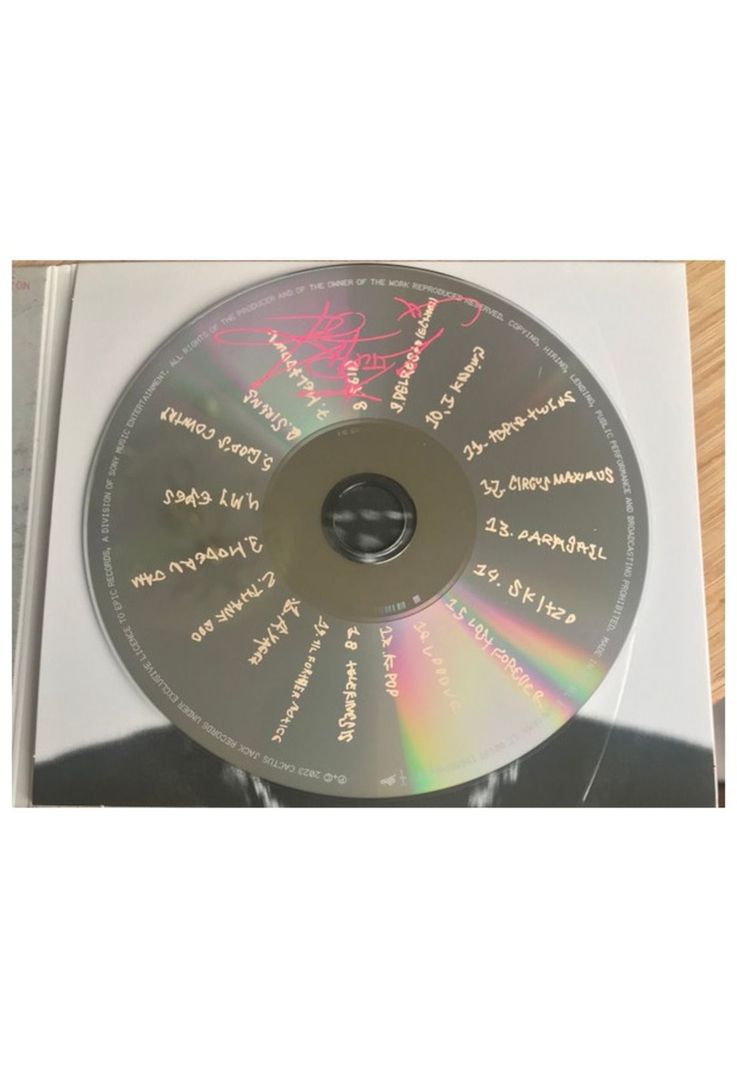 ℗+© 2023 CACTUS JACK RECORDS UNDER EXCLUSIVE LICENCE TO EPIC RECORDS, A DIVISION OF SONY MUSIC ENTERTAINMENT. ALL RIGHTS OF THE PRODUCER AND OF THE OWNER OF THE WORK REPRODUCED RESERVED. COPYING, HIRING, LENDING, PUBLIC PERFORMANCE AND BROADCASTING PROHIBITED. MADE IN
2. THANK GOD
3. MODERN JAM
4. MY EYES
5. GOD'S COUNTRY
6. SIRENS
7. MELTDOWN
9. DELRESTO (ECHOES)
10. I KNOW?
11. TOPIA TWINS
12. CIRCUS MAXIMUS
13. PARASAIL
14. SKITZO
15 LOST FOREVER
16. LOOOVE
17. K-POP
18 TELEKINESIS
19. TIL FURTHER NOTICE